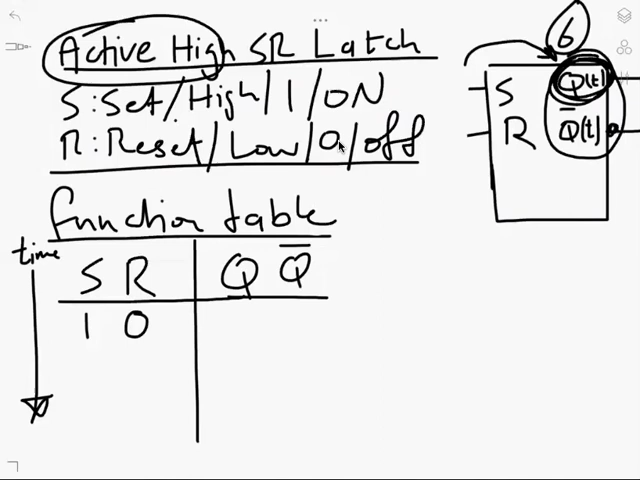 Active High SR Latch
S:Set/High/1/ON
R:Reset/Low/0/off
6
S Q(t)
R Q̅(t)
function table
time
S R Q Q̅
1 0